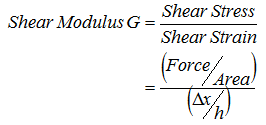 Shear Modulus G = Shear Stress / Shear Strain
= (Force/Area) / (Δx/h)